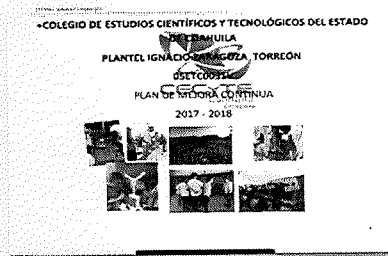 +COLEGIO DE ESTUDIOS CIENTÍFICOS Y TECNOLÓGICOS DEL ESTADO
DE COAHUILA
PLANTEL IGNACIO ZARAGOZA, TORREÓN
CECYTE
PLAN DE MEJORA CONTINUA
2017 - 2018